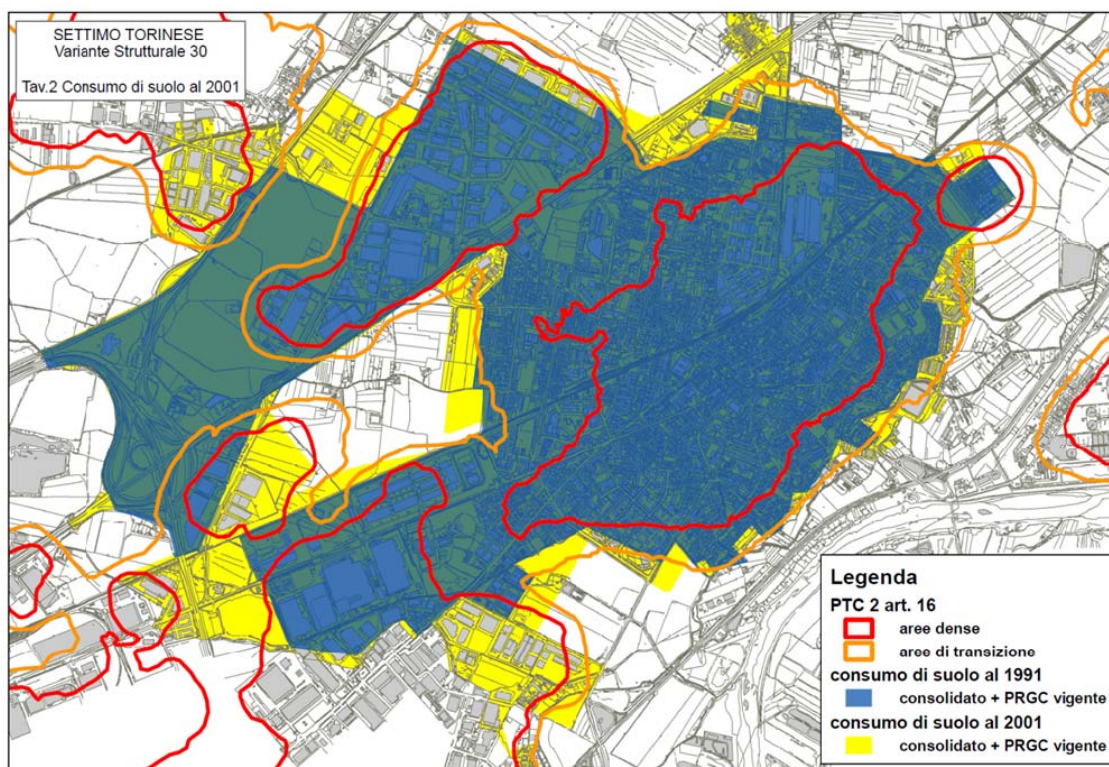 SETTIMO TORINESE
Variante Strutturale 30
Tav.2 Consumo di suolo al 2001
Legenda
PTC 2 art. 16
aree dense
aree di transizione
consumo di suolo al 1991
consolidato + PRGC vigente
consumo di suolo al 2001
consolidato + PRGC vigente